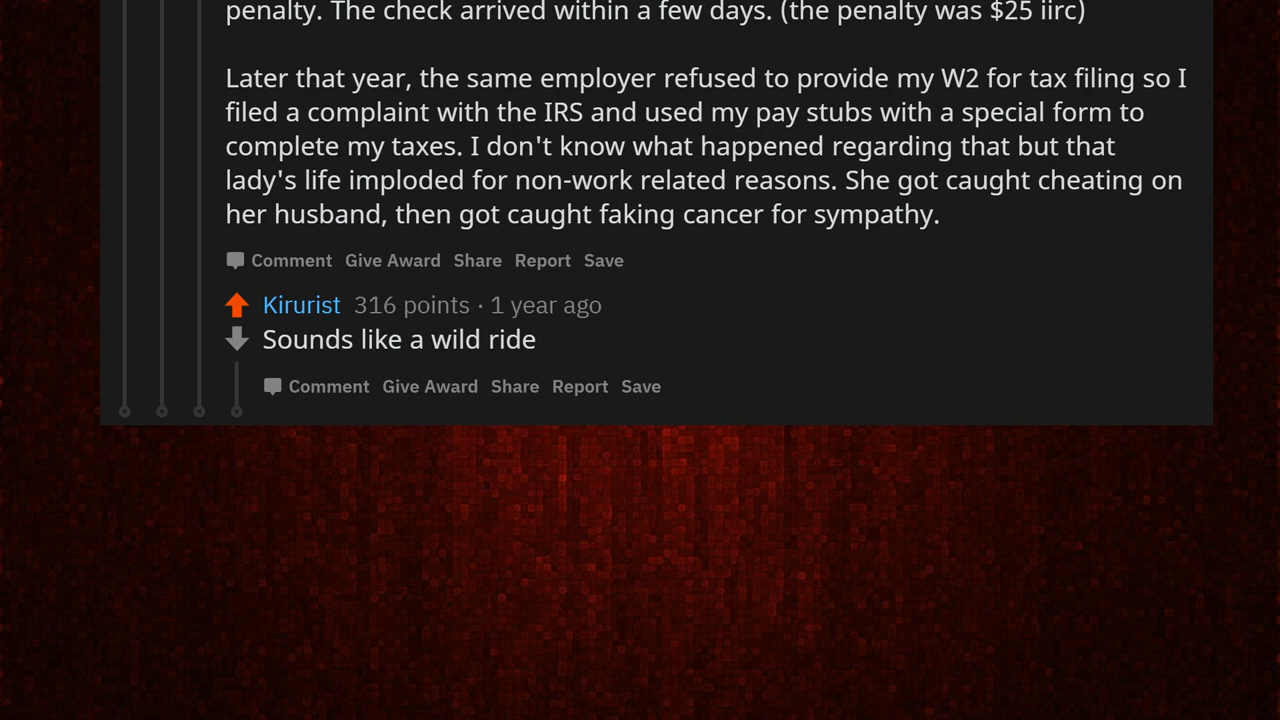 penalty. The check arrived within a few days. (the penalty was $25 iirc)
Later that year, the same employer refused to provide my W2 for tax filing so I
filed a complaint with the IRS and used my pay stubs with a special form to
complete my taxes. I don't know what happened regarding that but that
lady's life imploded for non-work related reasons. She got caught cheating on
her husband, then got caught faking cancer for sympathy.
Comment Give Award Share Report Save
Kirurist 316 points · 1 year ago
Sounds like a wild ride
Comment Give Award Share Report Save